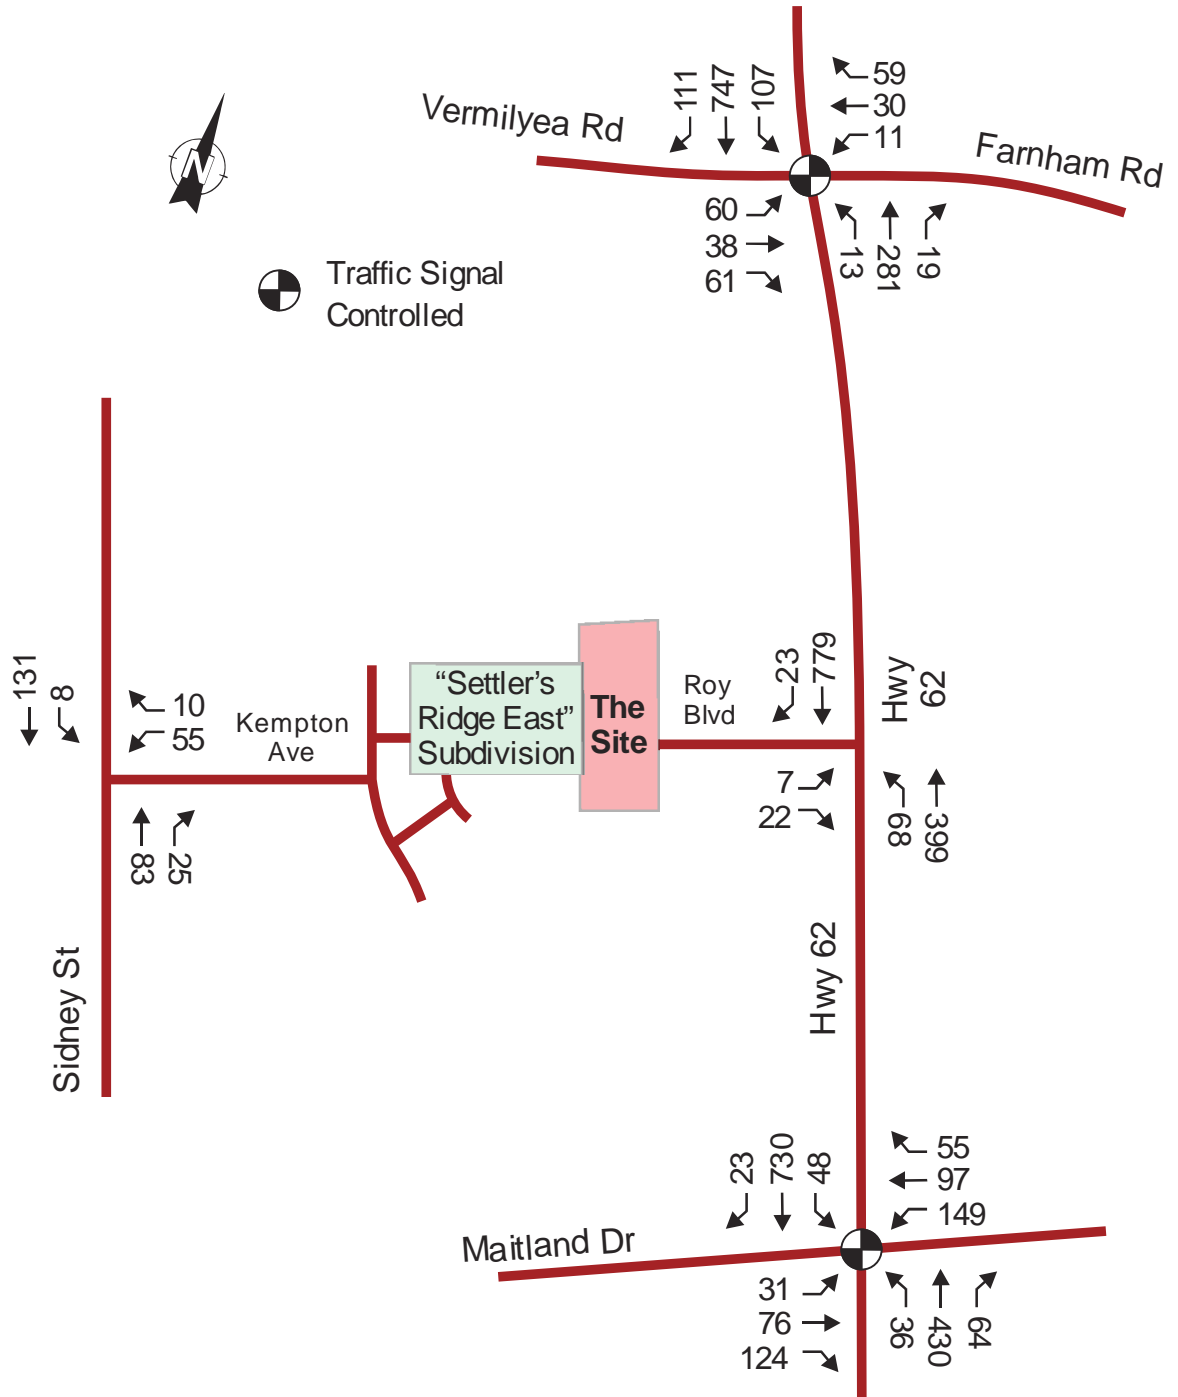 111
747
107
59
30
11
Vermilyea Rd
Farnham Rd
N
60
38
61
13
281
19
Traffic Signal
Controlled
131
8
10
55
Kempton
Ave
83
25
Sidney St
“Settler’s
Ridge East”
Subdivision
The
Site
Roy
Blvd
23
779
Hwy
62
7
22
68
399
Hwy 62
23
730
48
55
97
149
Maitland Dr
31
76
124
36
430
64